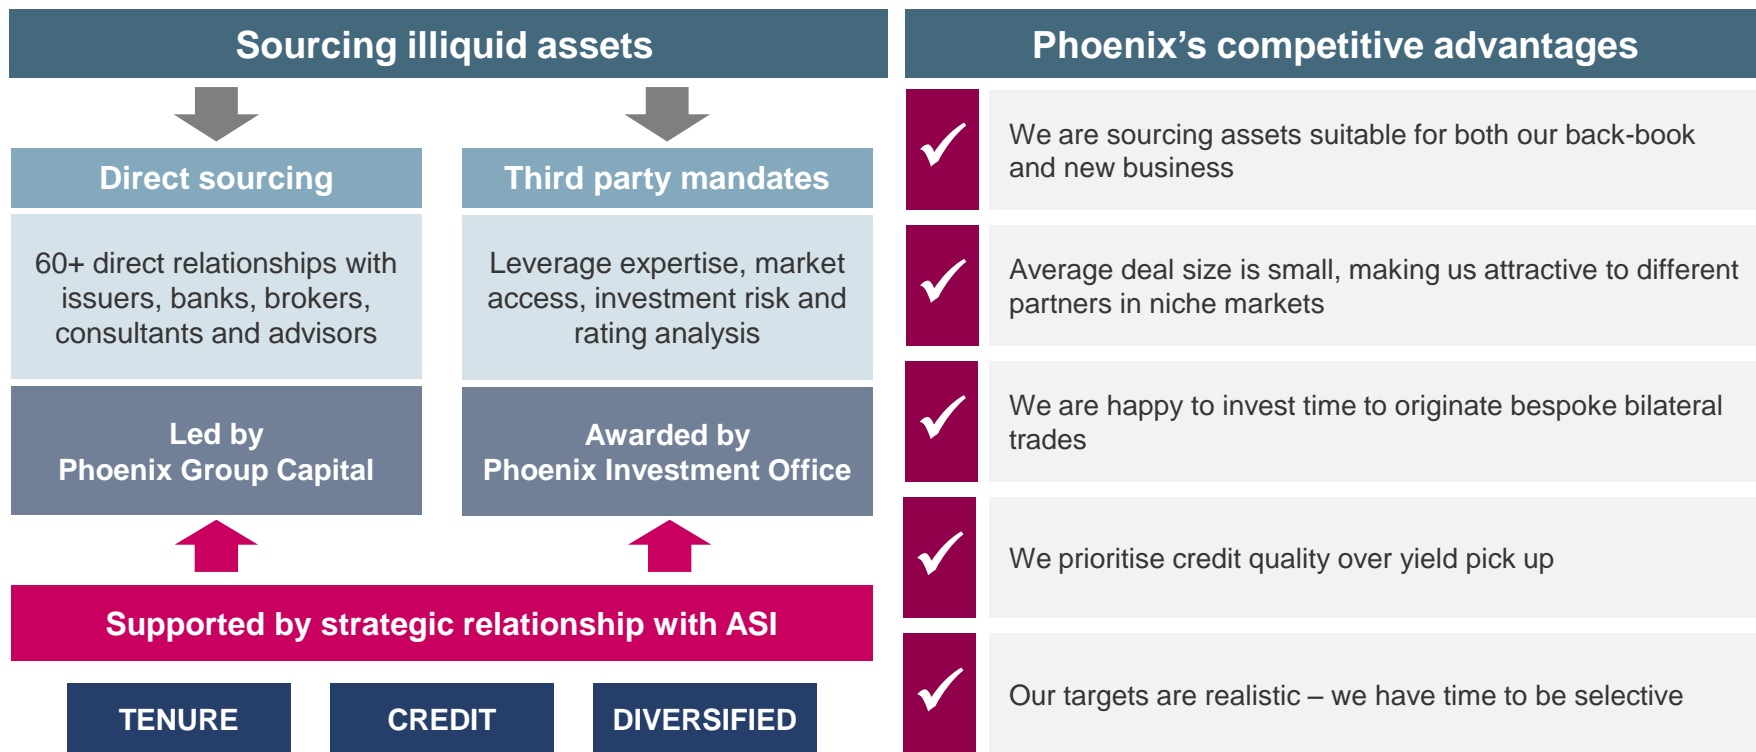 Sourcing illiquid assets
Direct sourcing
60+ direct relationships with
issuers, banks, brokers,
consultants and advisors
Led by
Phoenix Group Capital
Third party mandates
Leverage expertise, market
access, investment risk and
rating analysis
Awarded by
Phoenix Investment Office
Supported by strategic relationship with ASI
TENURE
CREDIT
DIVERSIFIED
Phoenix’s competitive advantages
We are sourcing assets suitable for both our back-book
and new business
Average deal size is small, making us attractive to different
partners in niche markets
We are happy to invest time to originate bespoke bilateral
trades
We prioritise credit quality over yield pick up
Our targets are realistic – we have time to be selective